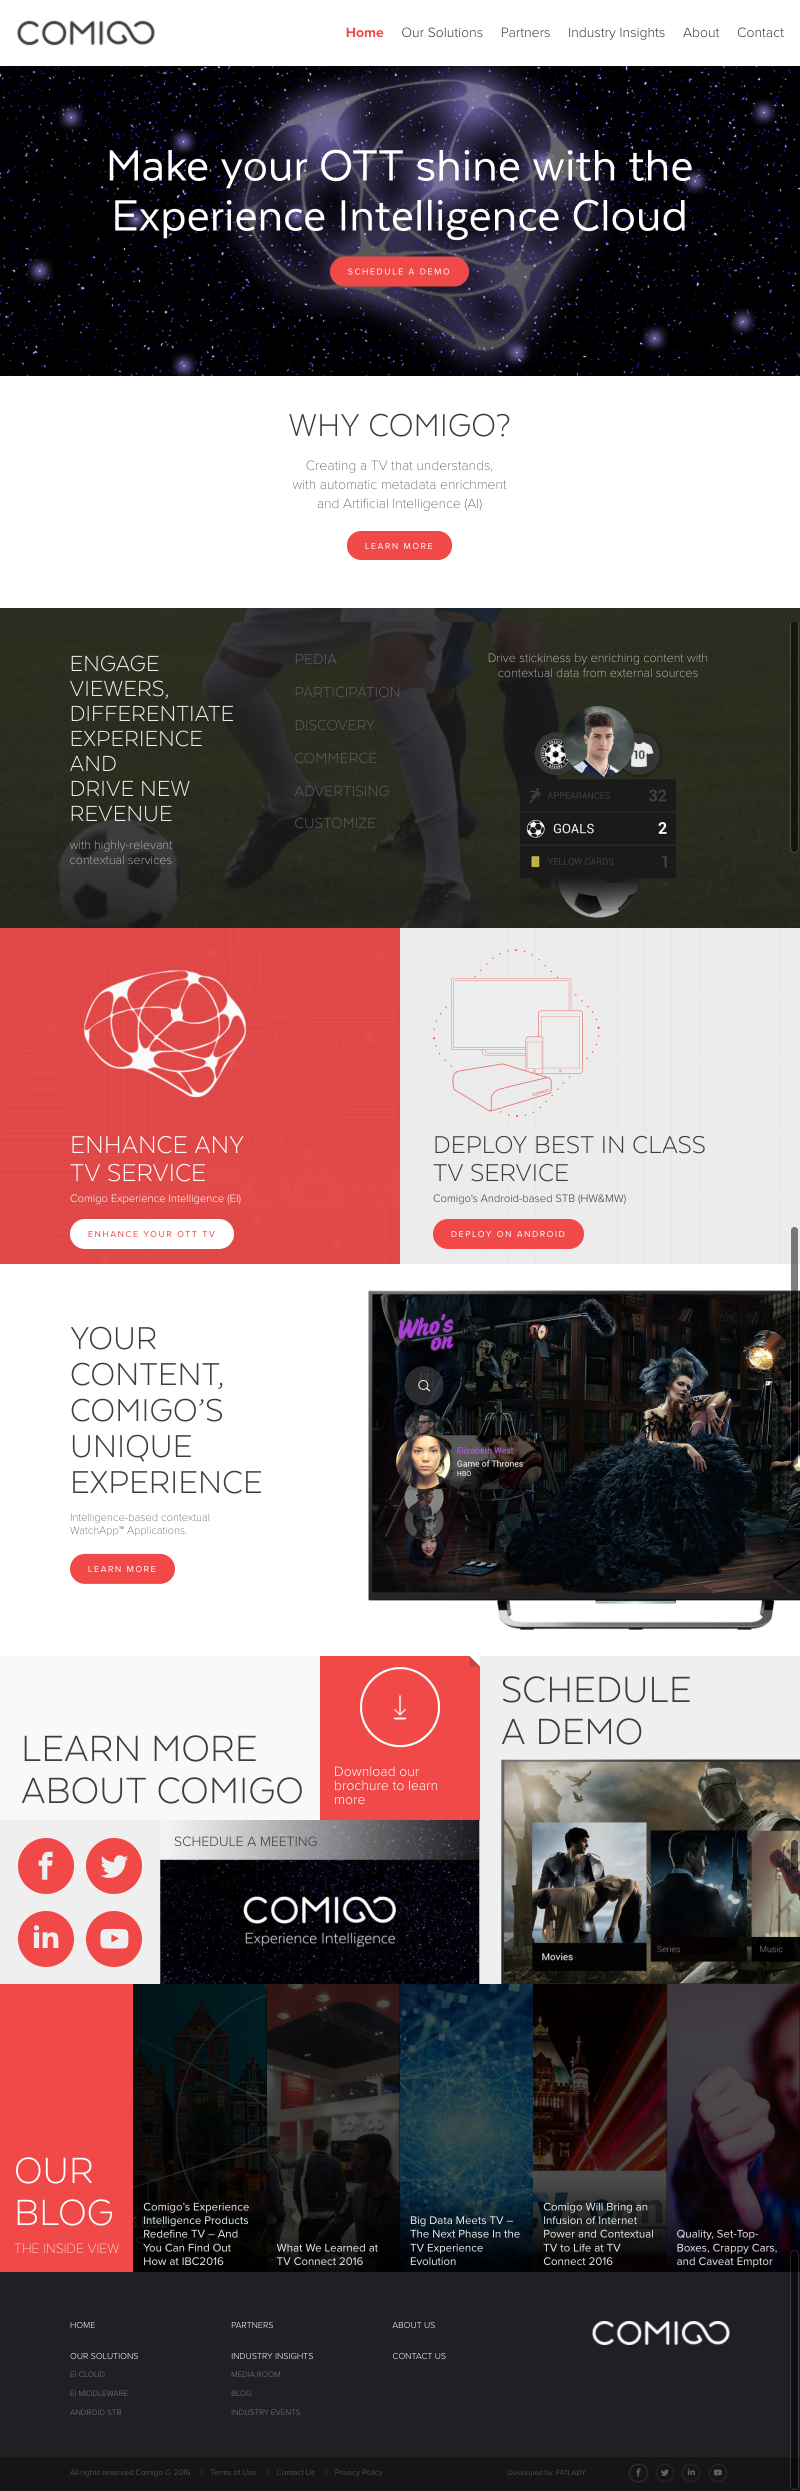 COMIGO
Home Our Solutions Partners Industry Insights About Contact
Make your OTT shine with the
Experience Intelligence Cloud
SCHEDULE A DEMO
WHY COMIGO?
Creating a TV that understands,
with automatic metadata enrichment
and Artificial Intelligence (AI)
LEARN MORE
ENGAGE
VIEWERS,
DIFFERENTIATE
EXPERIENCE
AND
DRIVE NEW
REVENUE
with highly-relevant
contextual services
PEDIA
PARTICIPATION
DISCOVERY
COMMERCE
ADVERTISING
CUSTOMIZE
Drive stickiness by enriching content with
contextual data from external sources
10
APPEARANCES 32
GOALS 2
YELLOW CARDS 1
ENHANCE ANY
TV SERVICE
Comigo Experience Intelligence (EI)
ENHANCE YOUR OTT TV
COMIGO
DEPLOY BEST IN CLASS
TV SERVICE
Comigo's Android-based STB (HW&MW)
DEPLOY ON ANDROID
YOUR
CONTENT,
COMIGO'S
UNIQUE
EXPERIENCE
Intelligence-based contextual
WatchApp™ Applications.
LEARN MORE
Who's
on
Elizabeth West
Game of Thrones
HBO
LEARN MORE
ABOUT COMIGO
Download our
brochure to learn
more
SCHEDULE
A DEMO
Movies
Series
Music
SCHEDULE A MEETING
COMIGO
Experience Intelligence
OUR
BLOG
THE INSIDE VIEW
Comigo's Experience
Intelligence Products
Redefine TV – And
You Can Find Out
How at IBC2016
What We Learned at
TV Connect 2016
Big Data Meets TV –
The Next Phase In the
TV Experience
Evolution
Comigo Will Bring an
Infusion of Internet
Power and Contextual
TV to Life at TV
Connect 2016
Quality, Set-Top-
Boxes, Crappy Cars,
and Caveat Emptor
HOME
OUR SOLUTIONS
EI CLOUD
EI MIDDLEWARE
ANDROID STB
PARTNERS
INDUSTRY INSIGHTS
MEDIA ROOM
BLOG
INDUSTRY EVENTS
ABOUT US
CONTACT US
COMIGO
All rights reserved Comigo © 2016 | Terms of Use | Contact Us | Privacy Policy
Developed by: FATLADY